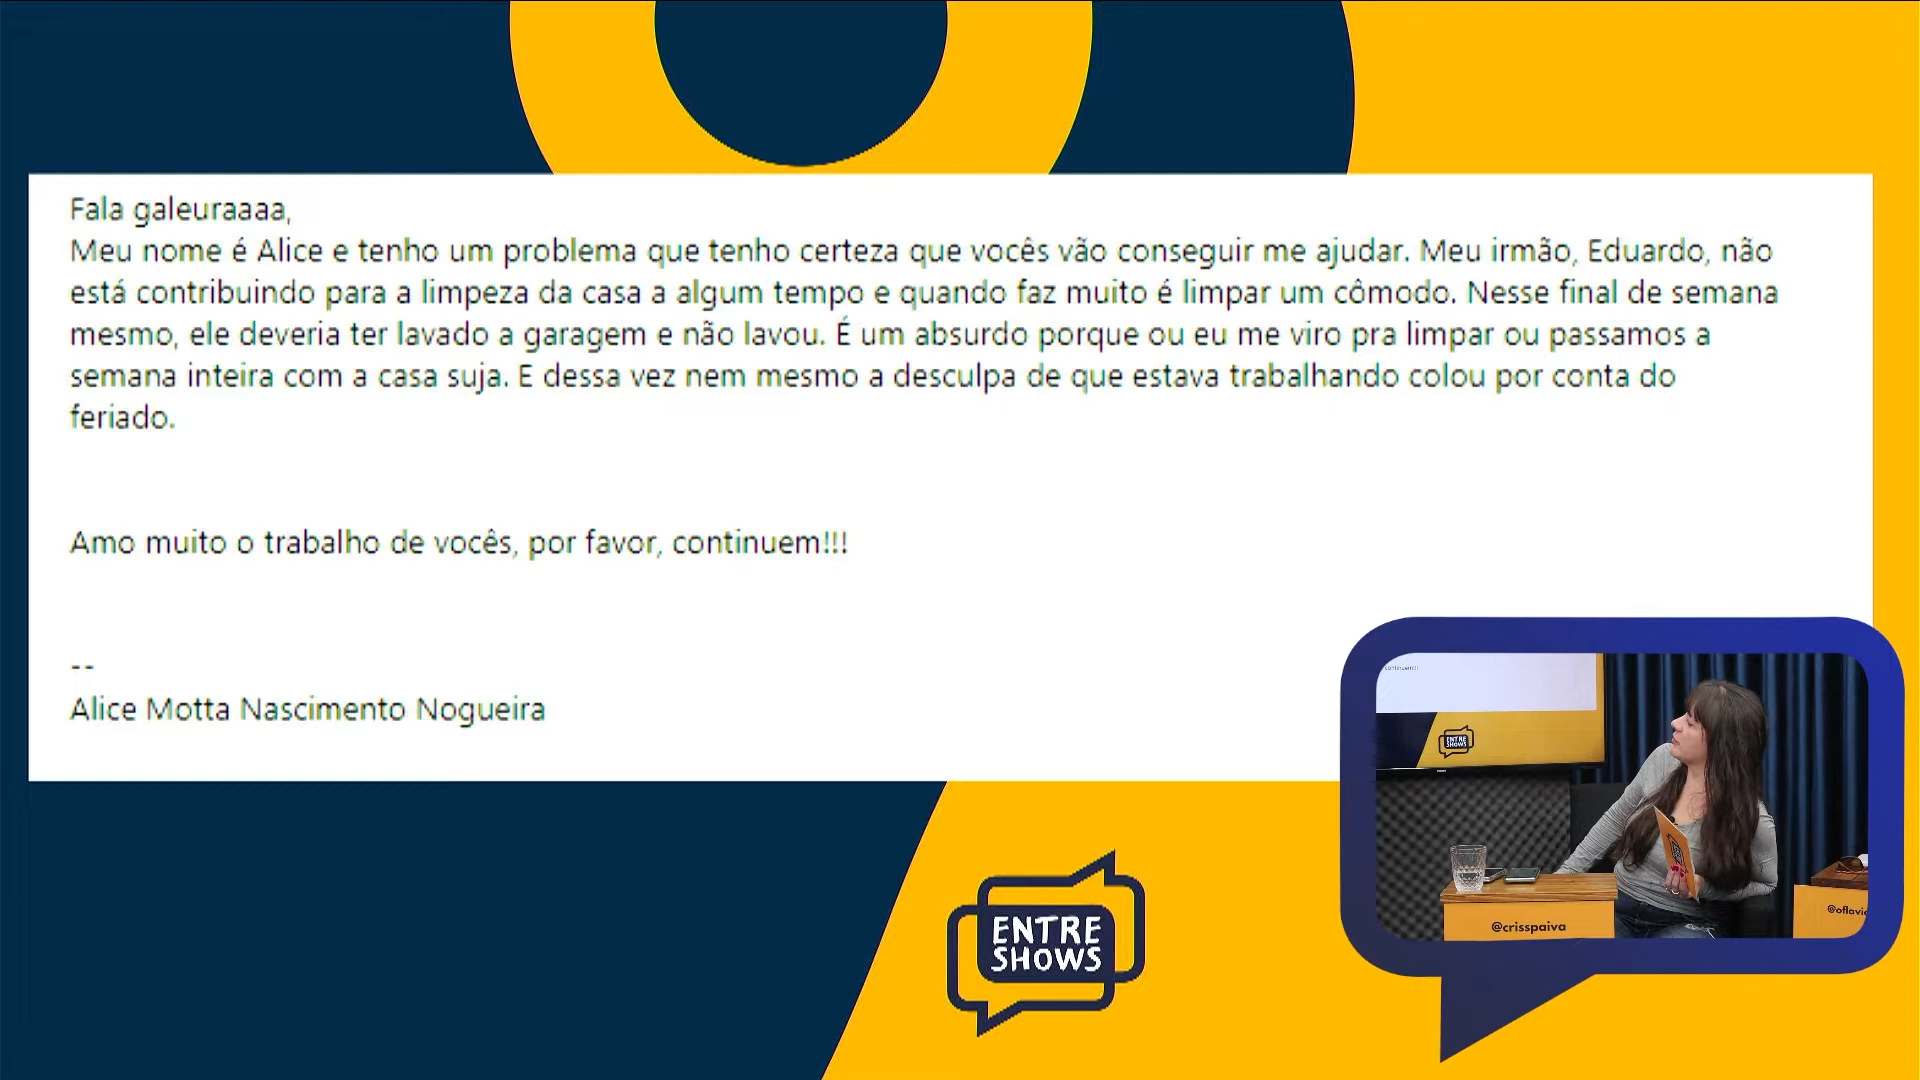 Fala galeuraaaa,
Meu nome é Alice e tenho um problema que tenho certeza que vocês vão conseguir me ajudar. Meu irmão, Eduardo, não
está contribuindo para a limpeza da casa a algum tempo e quando faz muito é limpar um cômodo. Nesse final de semana
mesmo, ele deveria ter lavado a garagem e não lavou. É um absurdo porque ou eu me viro pra limpar ou passamos a
semana inteira com a casa suja. E dessa vez nem mesmo a desculpa de que estava trabalhando colou por conta do
feriado.
Amo muito o trabalho de vocês, por favor, continuem!!!
--
Alice Motta Nascimento Nogueira
continuem!!!
ENTRE
SHOWS
@crisspaiva
@oflavi
ENTRE
SHOWS